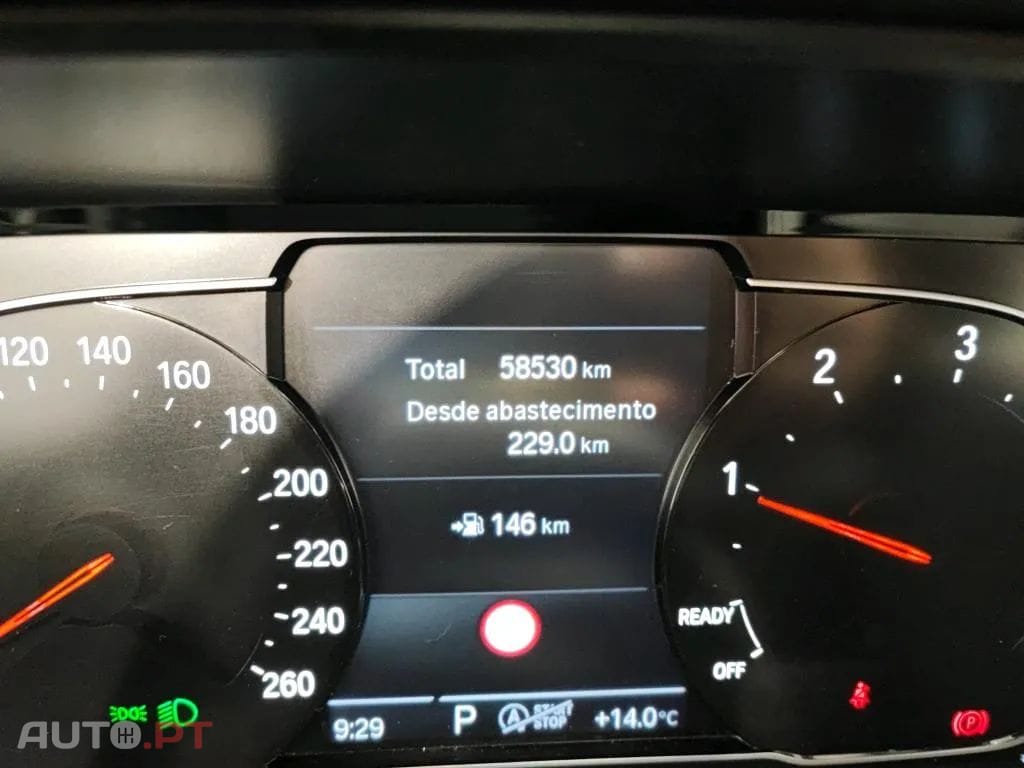 Total 58530 km
Desde abastecimento
229.0 km
146 km
120
140
160
180
200
220
240
260
1
2
3
READY
OFF
9:29
P
A START STOP
+14.0°C
P
AUTO.PT